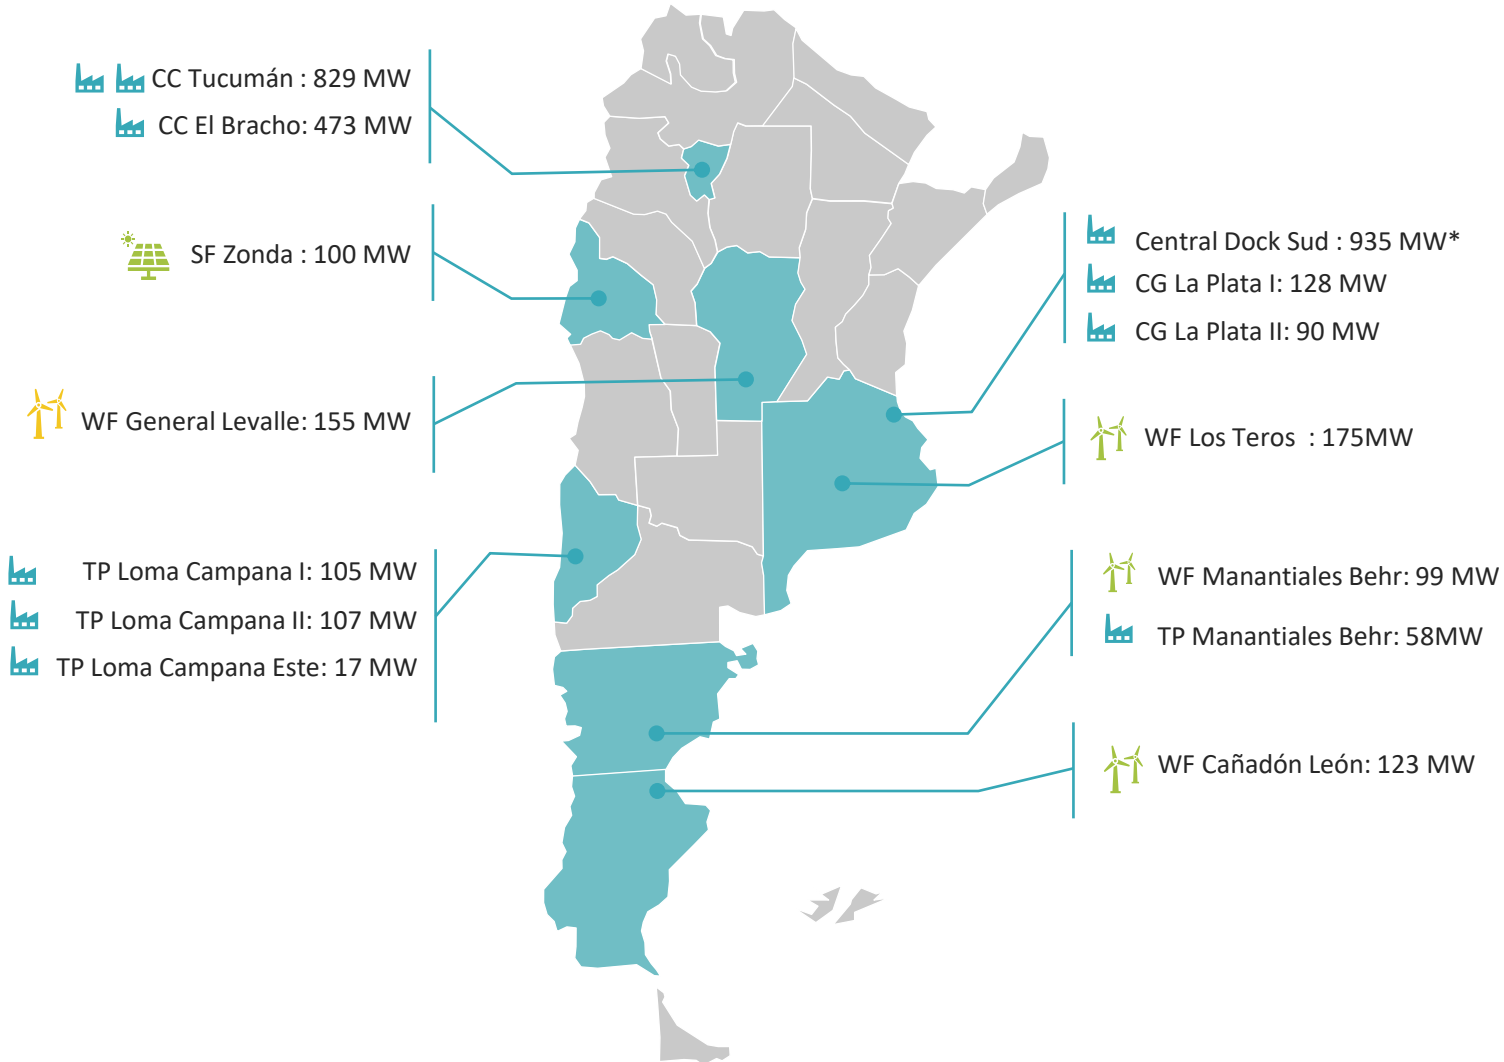 CC Tucumán : 829 MW
CC El Bracho: 473 MW
SF Zonda : 100 MW
WF General Levalle: 155 MW
TP Loma Campana I: 105 MW
TP Loma Campana II: 107 MW
TP Loma Campana Este: 17 MW
Central Dock Sud : 935 MW*
CG La Plata I: 128 MW
CG La Plata II: 90 MW
WF Los Teros : 175MW
WF Manantiales Behr: 99 MW
TP Manantiales Behr: 58MW
WF Cañadón León: 123 MW